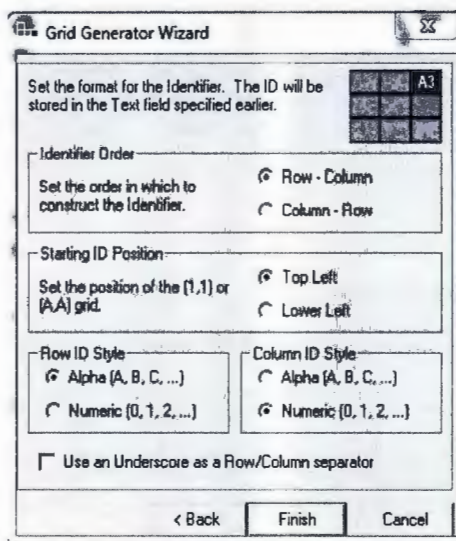 Grid Generator Wizard
Set the format for the Identifier. The ID will be
stored in the Text field specified earlier.
A3
Identifier Order
Set the order in which to
construct the Identifier.
Row - Column
Column - Row
Starting ID Position
Set the position of the (1,1) or
(A,A) grid.
Top Left
Lower Left
Row ID Style
Alpha (A, B, C, ...)
Numeric (0, 1, 2, ...)
Column ID Style
Alpha (A, B, C, ...)
Numeric (0, 1, 2, ...)
Use an Underscore as a Row/Column separator
< Back
Finish
Cancel